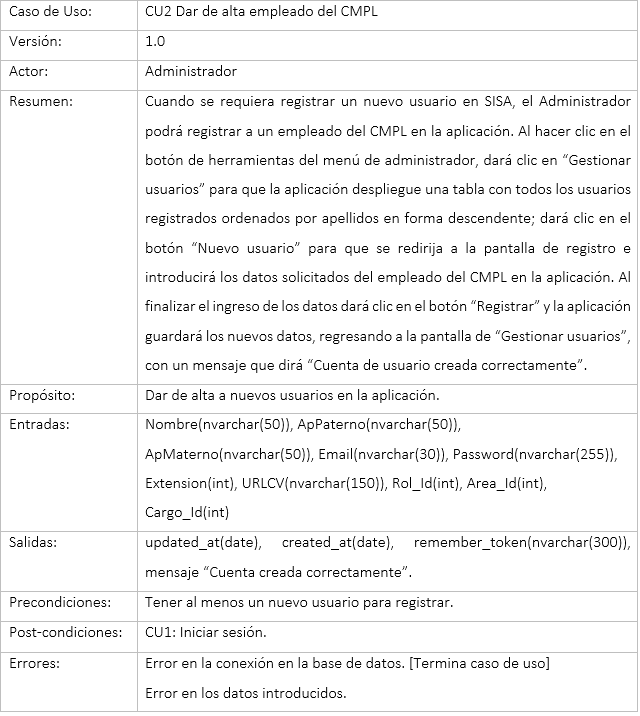 Caso de Uso: CU2 Dar de alta empleado del CMPL
Versión: 1.0
Actor: Administrador
Resumen: Cuando se requiera registrar un nuevo usuario en SISA, el Administrador
podrá registrar a un empleado del CMPL en la aplicación. Al hacer clic en el
botón de herramientas del menú de administrador, dará clic en “Gestionar
usuarios” para que la aplicación despliegue una tabla con todos los usuarios
registrados ordenados por apellidos en forma descendente; dará clic en el
botón “Nuevo usuario” para que se redirija a la pantalla de registro e
introducirá los datos solicitados del empleado del CMPL en la aplicación. Al
finalizar el ingreso de los datos dará clic en el botón “Registrar” y la aplicación
guardará los nuevos datos, regresando a la pantalla de “Gestionar usuarios”,
con un mensaje que dirá “Cuenta de usuario creada correctamente”.
Propósito: Dar de alta a nuevos usuarios en la aplicación.
Entradas: Nombre(nvarchar(50)), ApPaterno(nvarchar(50)),
ApMaterno(nvarchar(50)), Email(nvarchar(30)), Password(nvarchar(255)),
Extension(int), URLCV(nvarchar(150)), Rol_Id(int), Area_Id(int),
Cargo_Id(int)
Salidas: updated_at(date), created_at(date), remember_token(nvarchar(300)),
mensaje “Cuenta creada correctamente”.
Precondiciones: Tener al menos un nuevo usuario para registrar.
Post-condiciones: CU1: Iniciar sesión.
Errores: Error en la conexión en la base de datos. [Termina caso de uso]
Error en los datos introducidos.